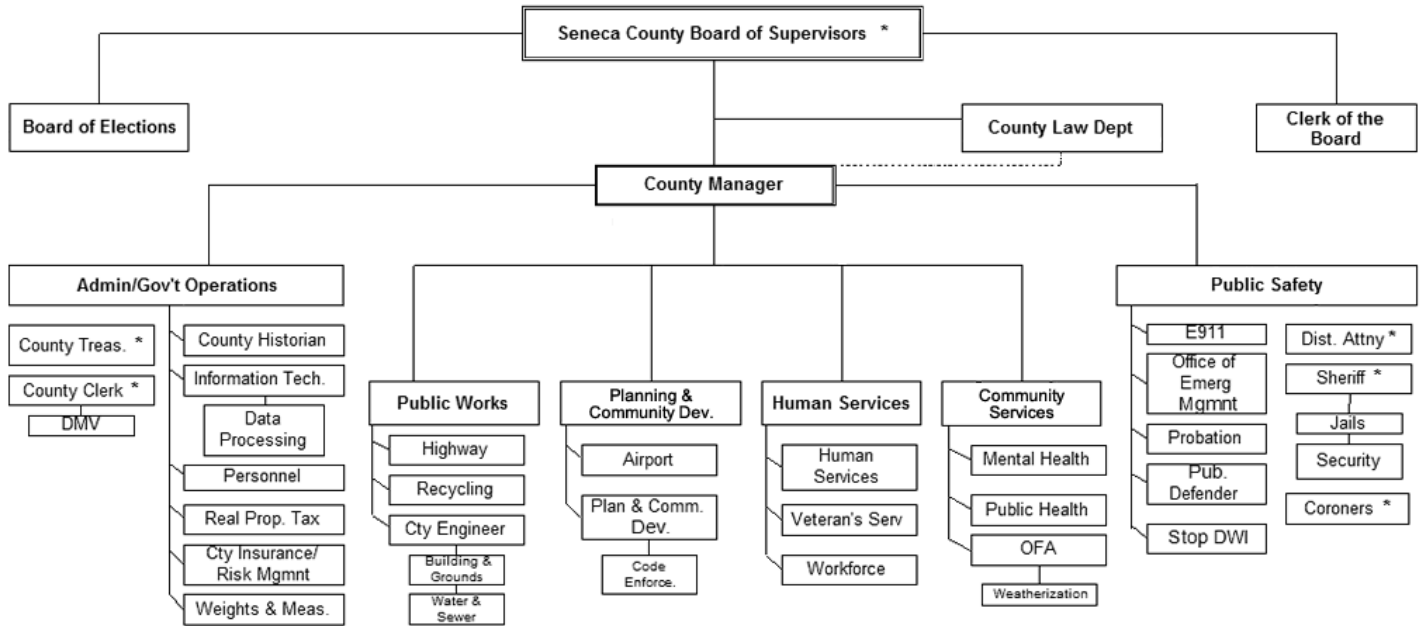 Seneca County Board of Supervisors *
Board of Elections
County Law Dept
Clerk of the
Board
County Manager
Admin/Gov't Operations
County Treas. *
County Clerk *
DMV
County Historian
Information Tech.
Data
Processing
Personnel
Real Prop. Tax
Cty Insurance/
Risk Mgmnt
Weights & Meas.
Public Works
Highway
Recycling
Cty Engineer
Building &
Grounds
Water &
Sewer
Planning &
Community Dev.
Airport
Plan & Comm.
Dev.
Code
Enforce.
Human Services
Human
Services
Veteran's Serv
Workforce
Community
Services
Mental Health
Public Health
OFA
Weatherization
Public Safety
E911
Office of
Emerg
Mgmnt
Probation
Pub.
Defender
Stop DWI
Dist. Attny *
Sheriff *
Jails
Security
Coroners *